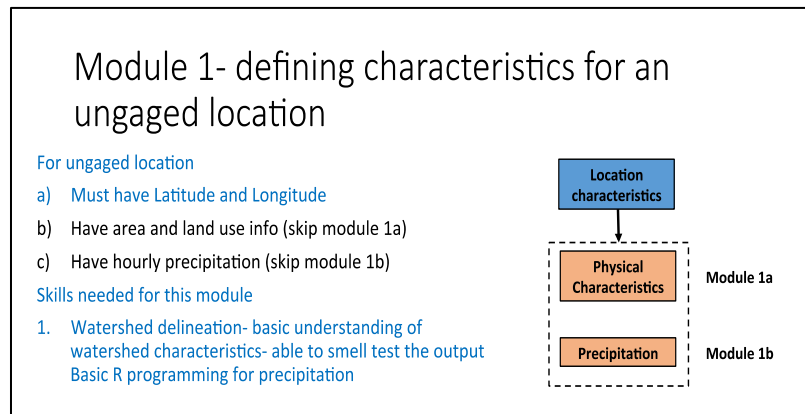 Module 1- defining characteristics for an
ungaged location
For ungaged location
a) Must have Latitude and Longitude
b) Have area and land use info (skip module 1a)
c) Have hourly precipitation (skip module 1b)
Skills needed for this module
1. Watershed delineation- basic understanding of
watershed characteristics- able to smell test the output
Basic R programming for precipitation
Location
characteristics
Physical
Characteristics
Module 1a
Precipitation
Module 1b